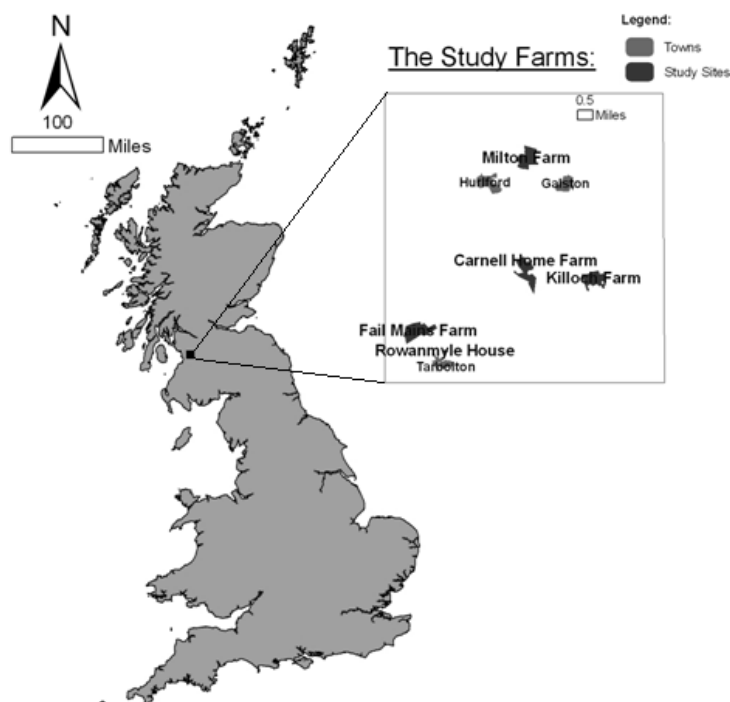 N
100
Miles
Legend:
Towns
Study Sites
The Study Farms:
0.5
Miles
Milton Farm
Hurlford
Galston
Carnell Home Farm
Killoch Farm
Fail Mains Farm
Rowanmyle House
Tarbolton